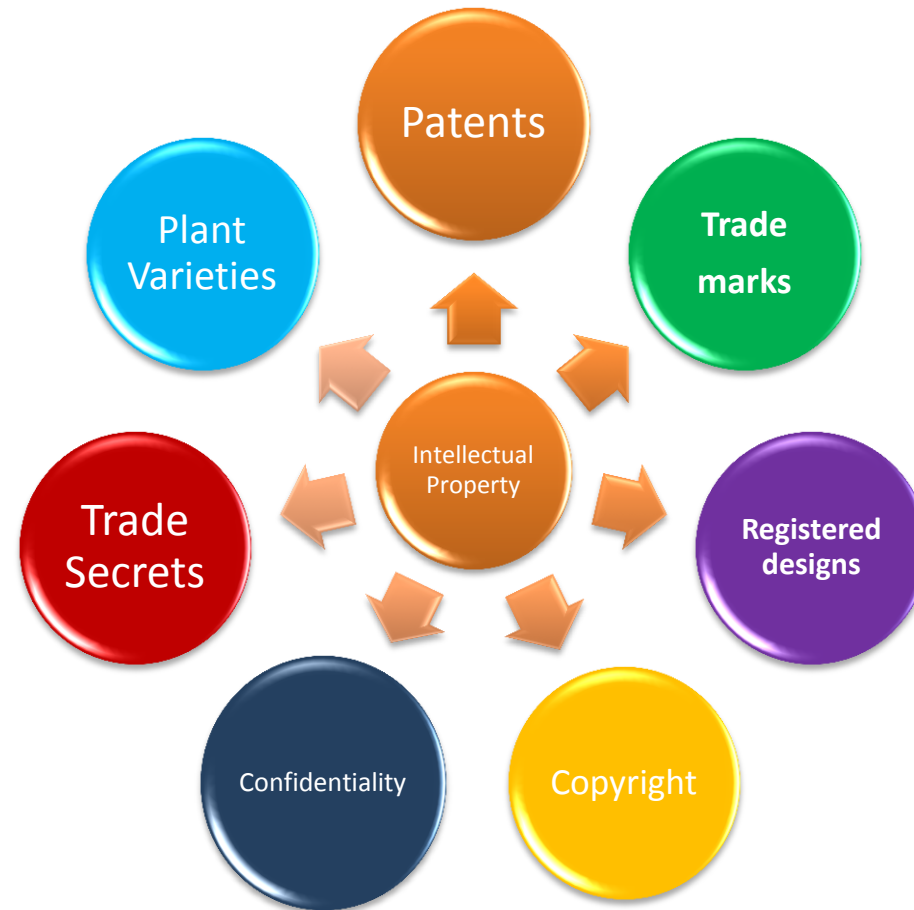 Patents
Trade
marks
Registered
designs
Copyright
Confidentiality
Trade
Secrets
Plant
Varieties
Intellectual
Property